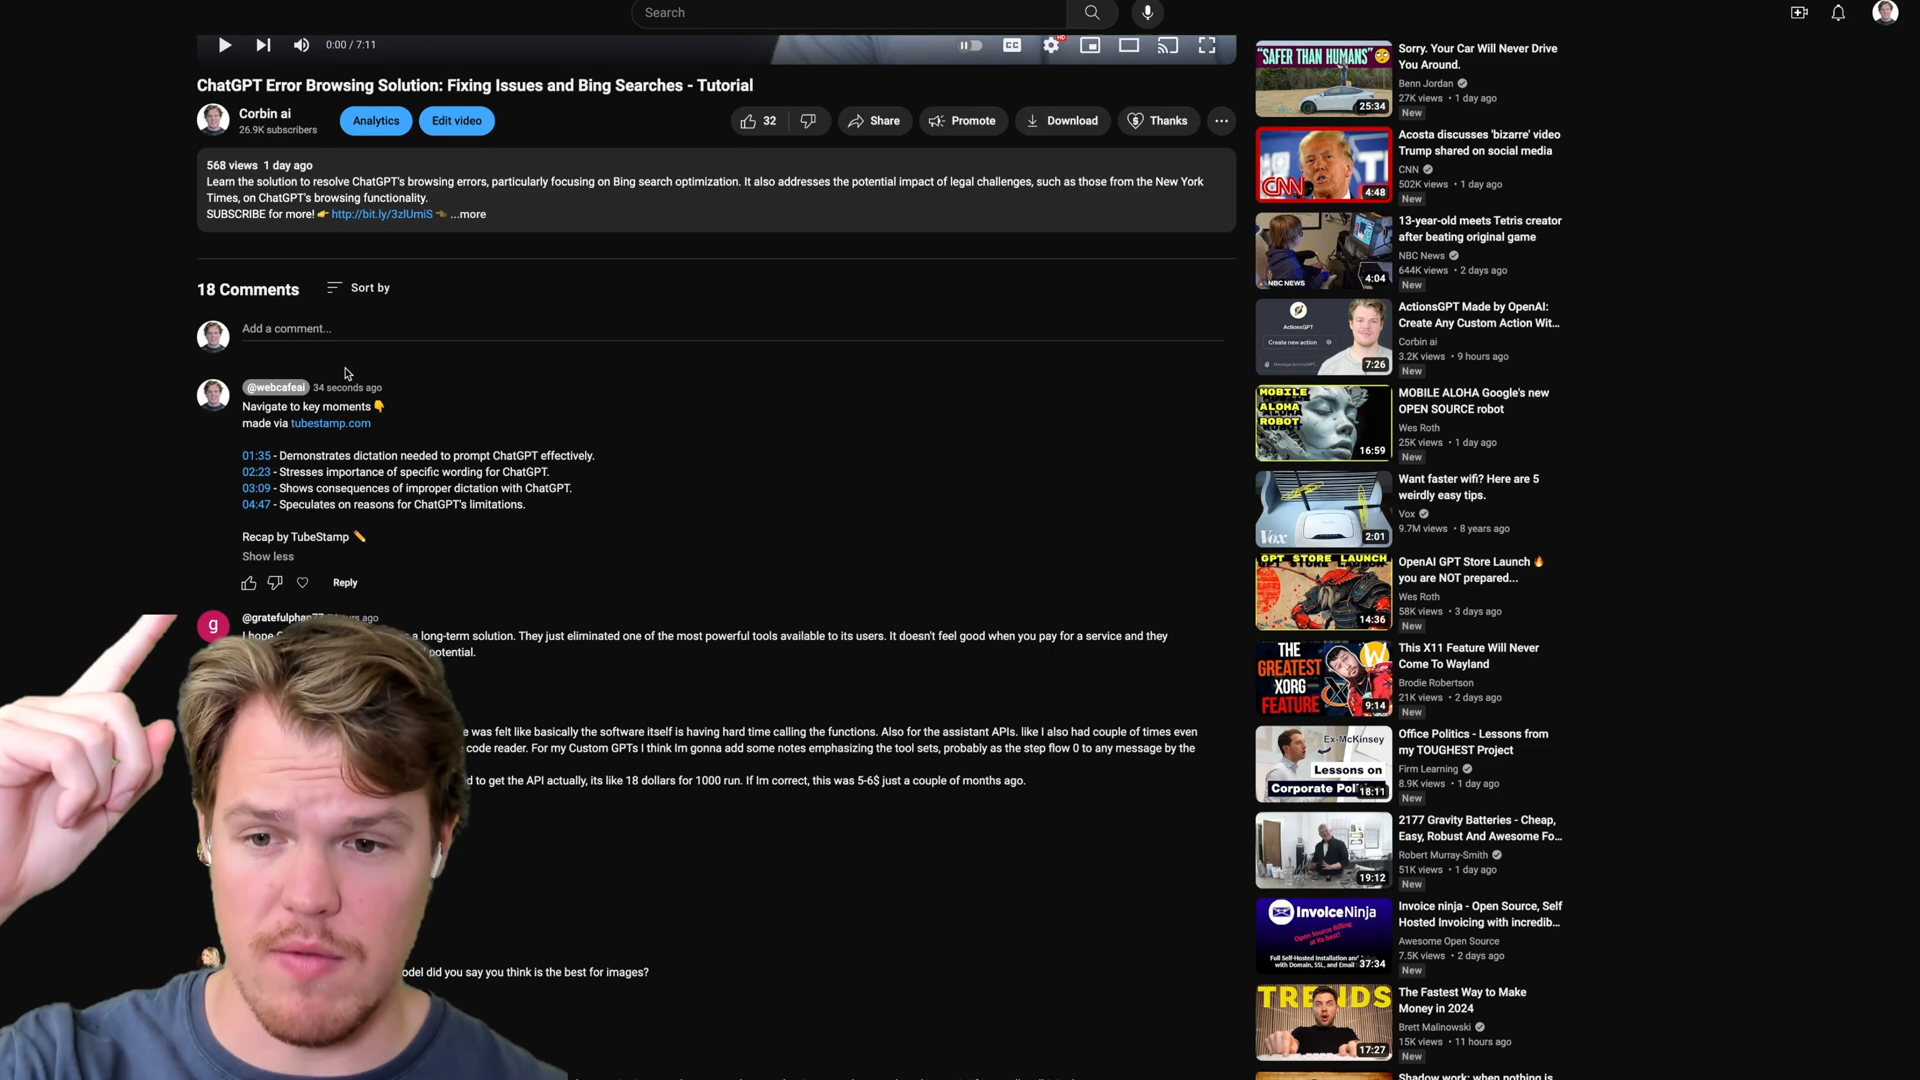 Search
0:00 / 7:11
CC
HD
ChatGPT Error Browsing Solution: Fixing Issues and Bing Searches - Tutorial
Corbin ai
26.9K subscribers
Analytics
Edit video
32
Share
Promote
Download
Thanks
568 views 1 day ago
Learn the solution to resolve ChatGPT's browsing errors, particularly focusing on Bing search optimization. It also addresses the potential impact of legal challenges, such as those from the New York
Times, on ChatGPT's browsing functionality.
SUBSCRIBE for more! 👉 http://bit.ly/3zlUmiS 👈 ...more
18 Comments
Sort by
Add a comment...
@webcafeai 34 seconds ago
Navigate to key moments👇
made via tubestamp.com
01:35 - Demonstrates dictation needed to prompt ChatGPT effectively.
02:23 - Stresses importance of specific wording for ChatGPT.
03:09 - Shows consequences of improper dictation with ChatGPT.
04:47 - Speculates on reasons for ChatGPT's limitations.
Recap by TubeStamp ✏️
Show less
Reply
g
ago
I hope
a long-term solution. They just eliminated one of the most powerful tools available to its users. It doesn't feel good when you pay for a service and they
potential.
e was felt like basically the software itself is having hard time calling the functions. Also for the assistant APIs. like I also had couple of times even
code reader. For my Custom GPTs I think Im gonna add some notes emphasizing the tool sets, probably as the step flow 0 to any message by the
d to get the API actually, its like 18 dollars for 1000 run. If Im correct, this was 5-6$ just a couple of months ago.
odel did you say you think is the best for images?
"SAFER THAN HUMANS"
25:34
Sorry. Your Car Will Never Drive
You Around.
Benn Jordan
27K views • 1 day ago
New
CNN
4:48
Acosta discusses 'bizarre' video
Trump shared on social media
CNN
502K views • 1 day ago
New
NBC NEWS
4:04
13-year-old meets Tetris creator
after beating original game
NBC News
644K views • 2 days ago
New
ActionsGPT
Create new action
Message ActionsGPT
7:26
ActionsGPT Made by OpenAI:
Create Any Custom Action Wit...
Corbin ai
3.2K views • 9 hours ago
New
MOBILE
ALOHA
ROBOT
16:59
MOBILE ALOHA Google's new
OPEN SOURCE robot
Wes Roth
25K views • 1 day ago
New
Vox
2:01
Want faster wifi? Here are 5
weirdly easy tips.
Vox
9.7M views • 8 years ago
GPT STORE LAUNCH
14:36
OpenAI GPT Store Launch 🔥
you are NOT prepared...
Wes Roth
58K views • 3 days ago
New
THE
GREATEST
XORG
FEATURE
9:14
This X11 Feature Will Never
Come To Wayland
Brodie Robertson
21K views • 2 days ago
New
Ex-McKinsey
Lessons on
Corporate Pol
18:11
Office Politics - Lessons from
my TOUGHEST Project
Firm Learning
8.9K views • 1 day ago
New
19:12
2177 Gravity Batteries - Cheap,
Easy, Robust And Awesome Fo...
Robert Murray-Smith
51K views • 1 day ago
New
InvoiceNinja
Open Source Billing
at its best!
Full Self-Hosted Installation and
with Domain, SSL, and Email
37:34
Invoice ninja - Open Source, Self
Hosted Invoicing with incredib...
Awesome Open Source
7.5K views • 2 days ago
New
TRENDS
17:27
The Fastest Way to Make
Money in 2024
Brett Malinowski
15K views • 11 hours ago
New
Shadow work: when nothing is